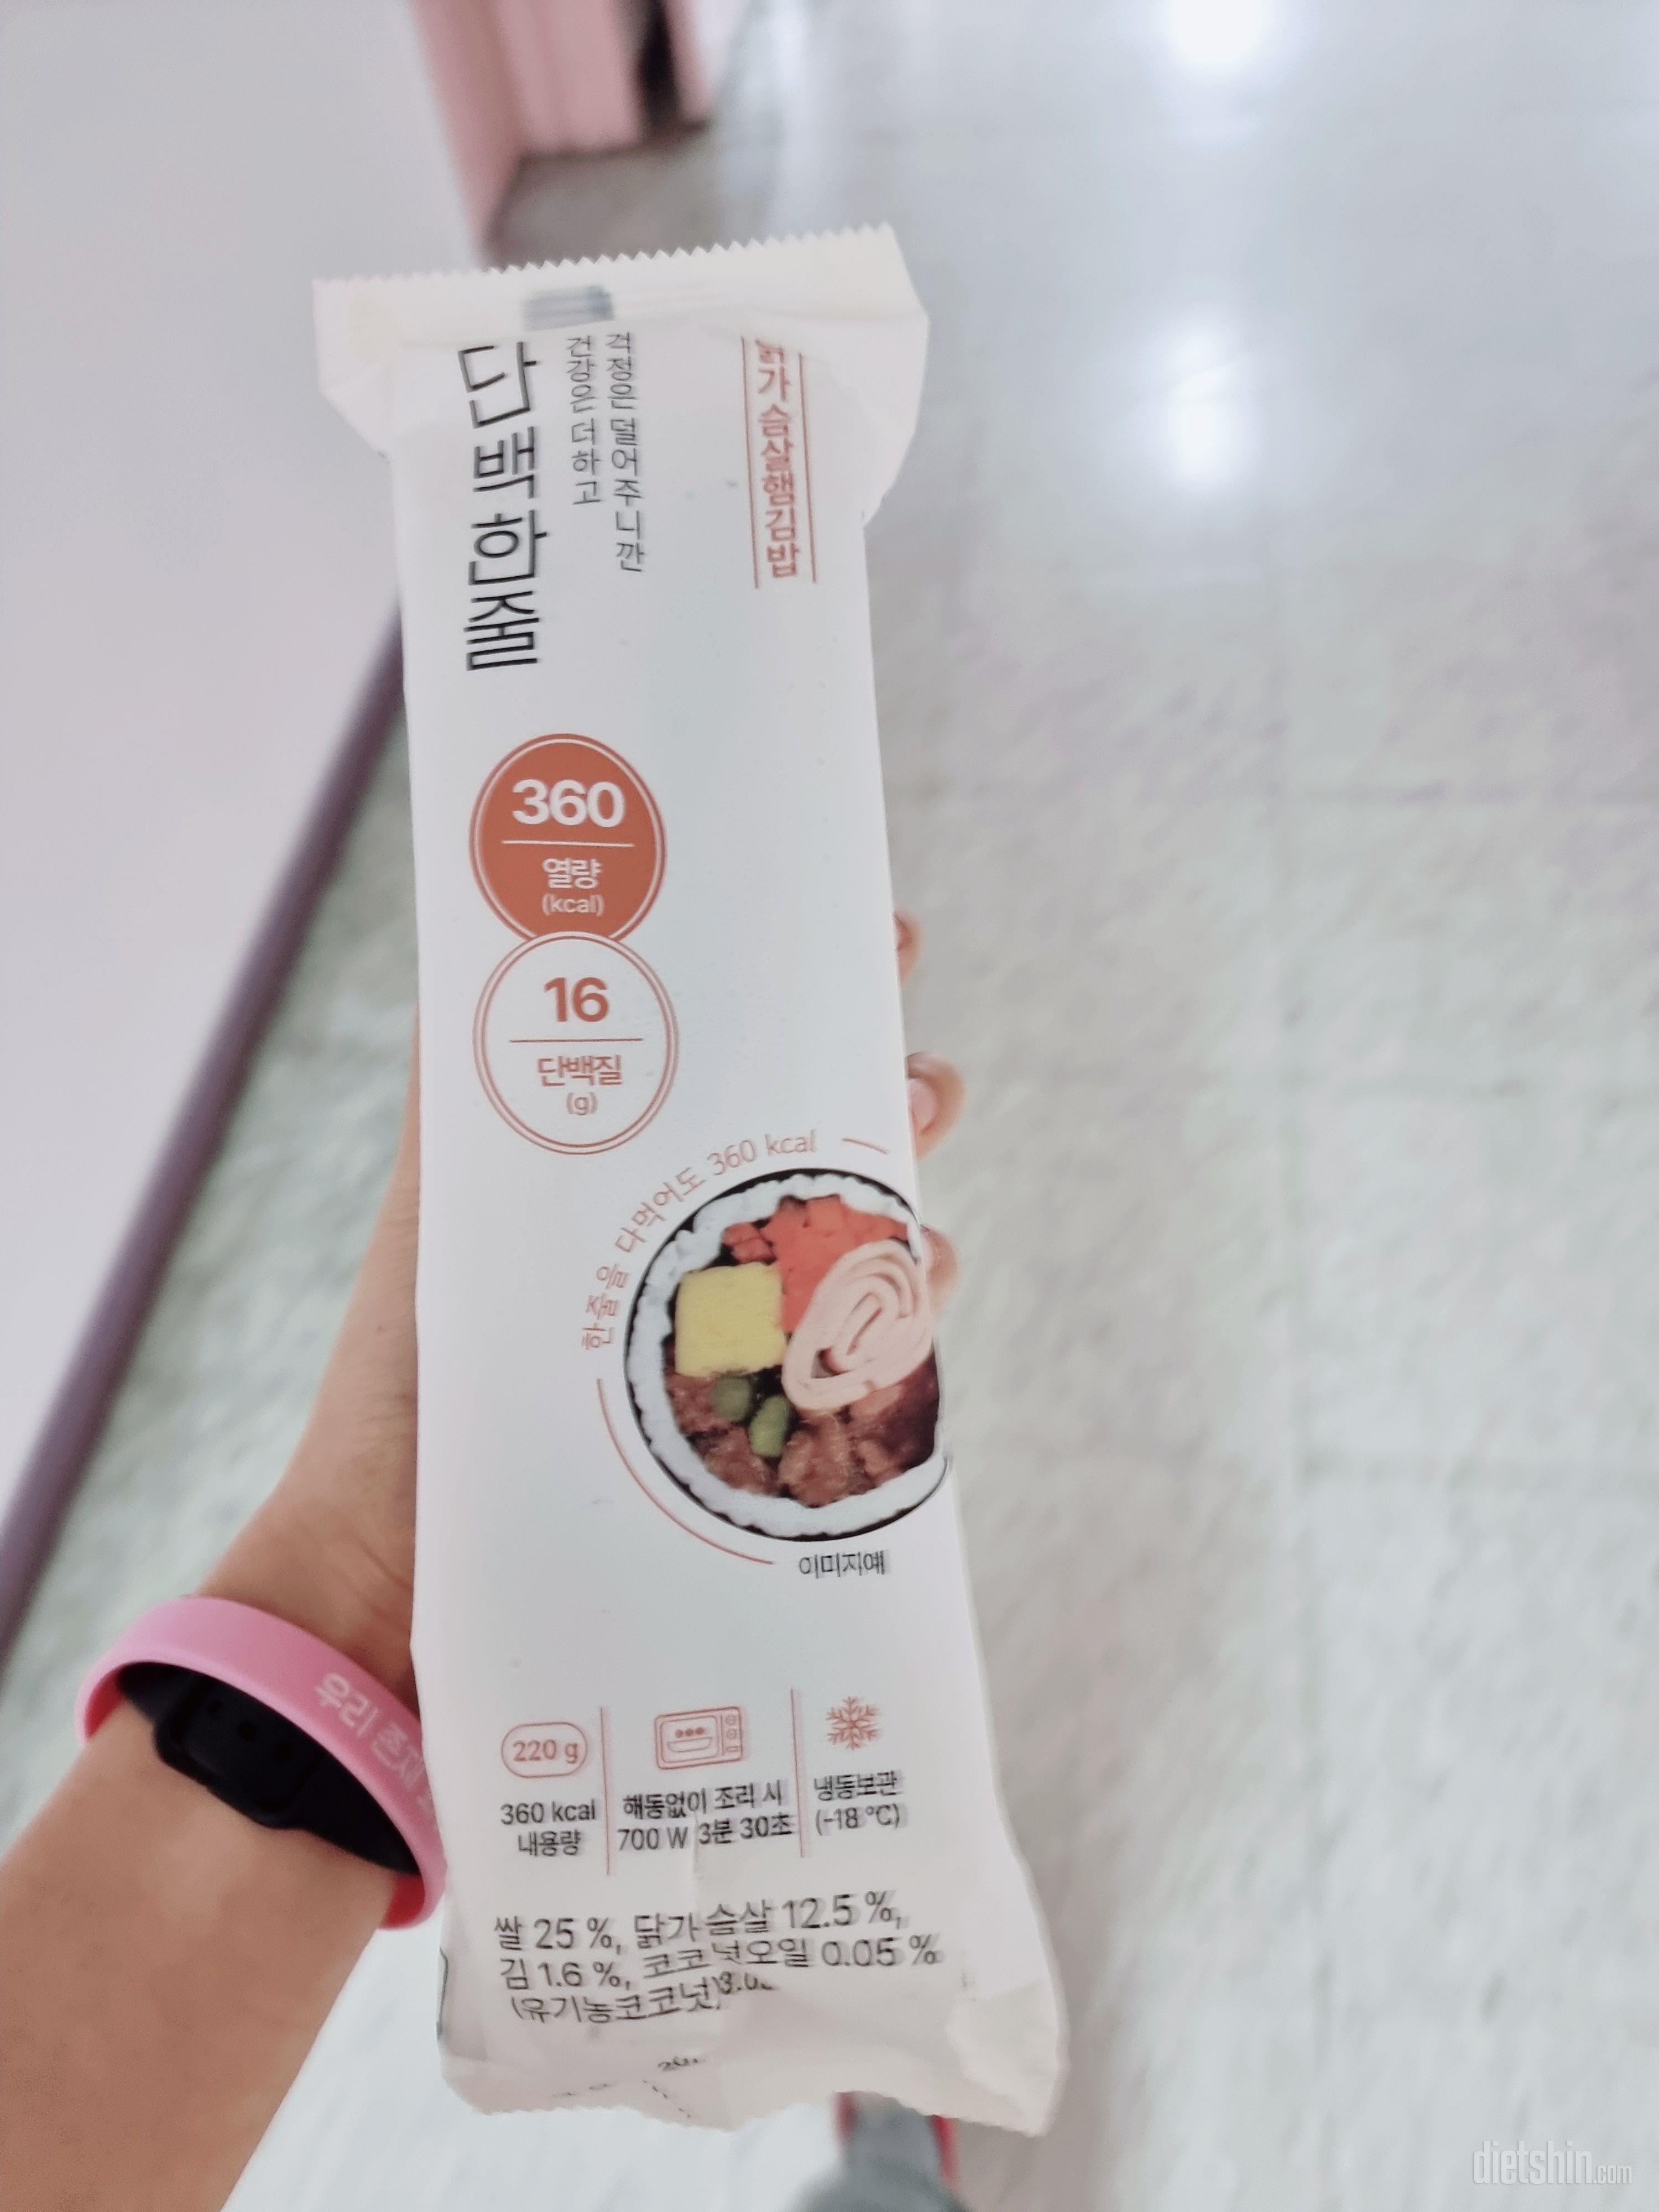 단백한줄
건강은 더하고
걱정은 덜어주니깐
닭가슴살햄김밥
360
열량
(kcal)
16
단백질
(g)
한줄을 다먹어도 360 kcal
이미지예
220 g
360 kcal
내용량
해동없이 조리 시
700 W 3분 30초
냉동보관
(-18 ℃)
쌀 25 %, 닭가슴살 12.5 %,
김 1.6 %, 코코넛오일 0.05 %
(유기농코코넛)
우리 존재
dietshin.com